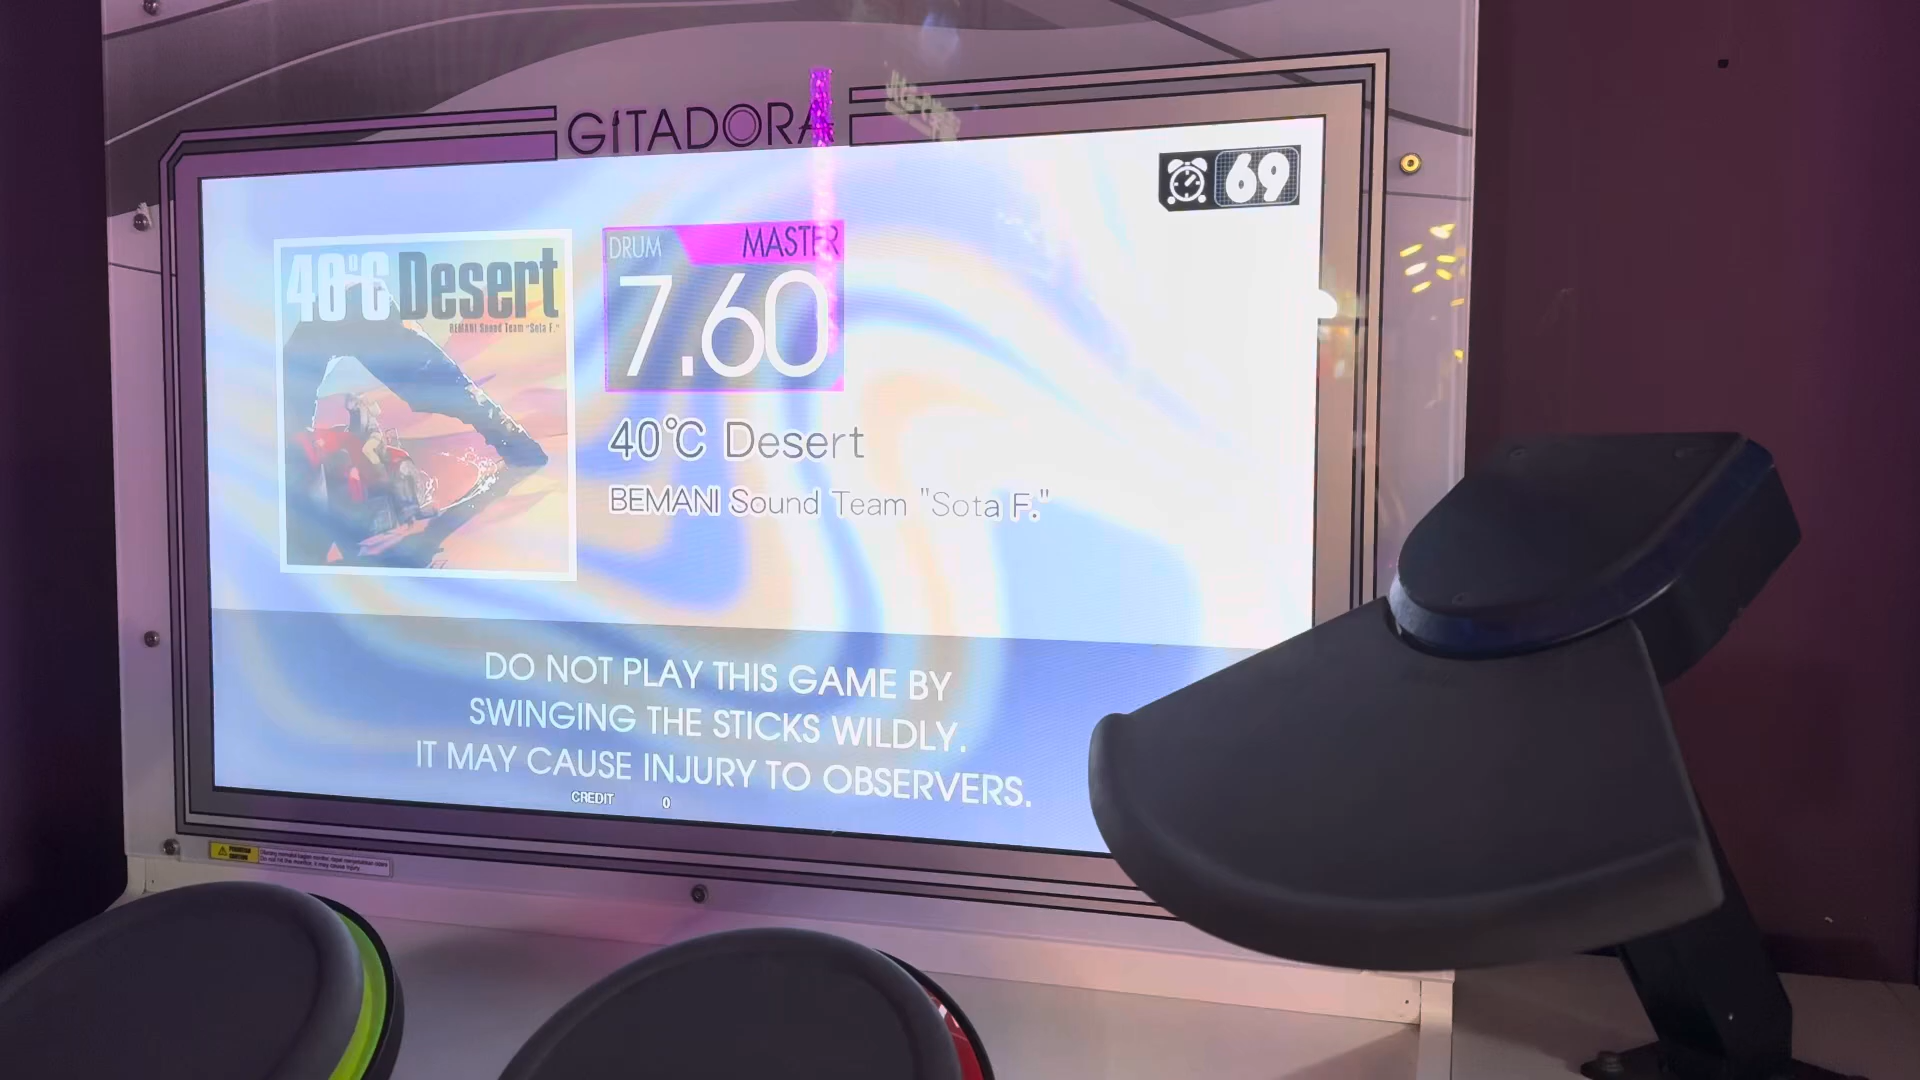 GITADORA
69
40°C Desert
BEMANI Sound Team "Sota F."
DRUM MASTER
7.60
40℃ Desert
BEMANI Sound Team "Sota F."
DO NOT PLAY THIS GAME BY
SWINGING THE STICKS WILDLY.
IT MAY CAUSE INJURY TO OBSERVERS.
CREDIT 0